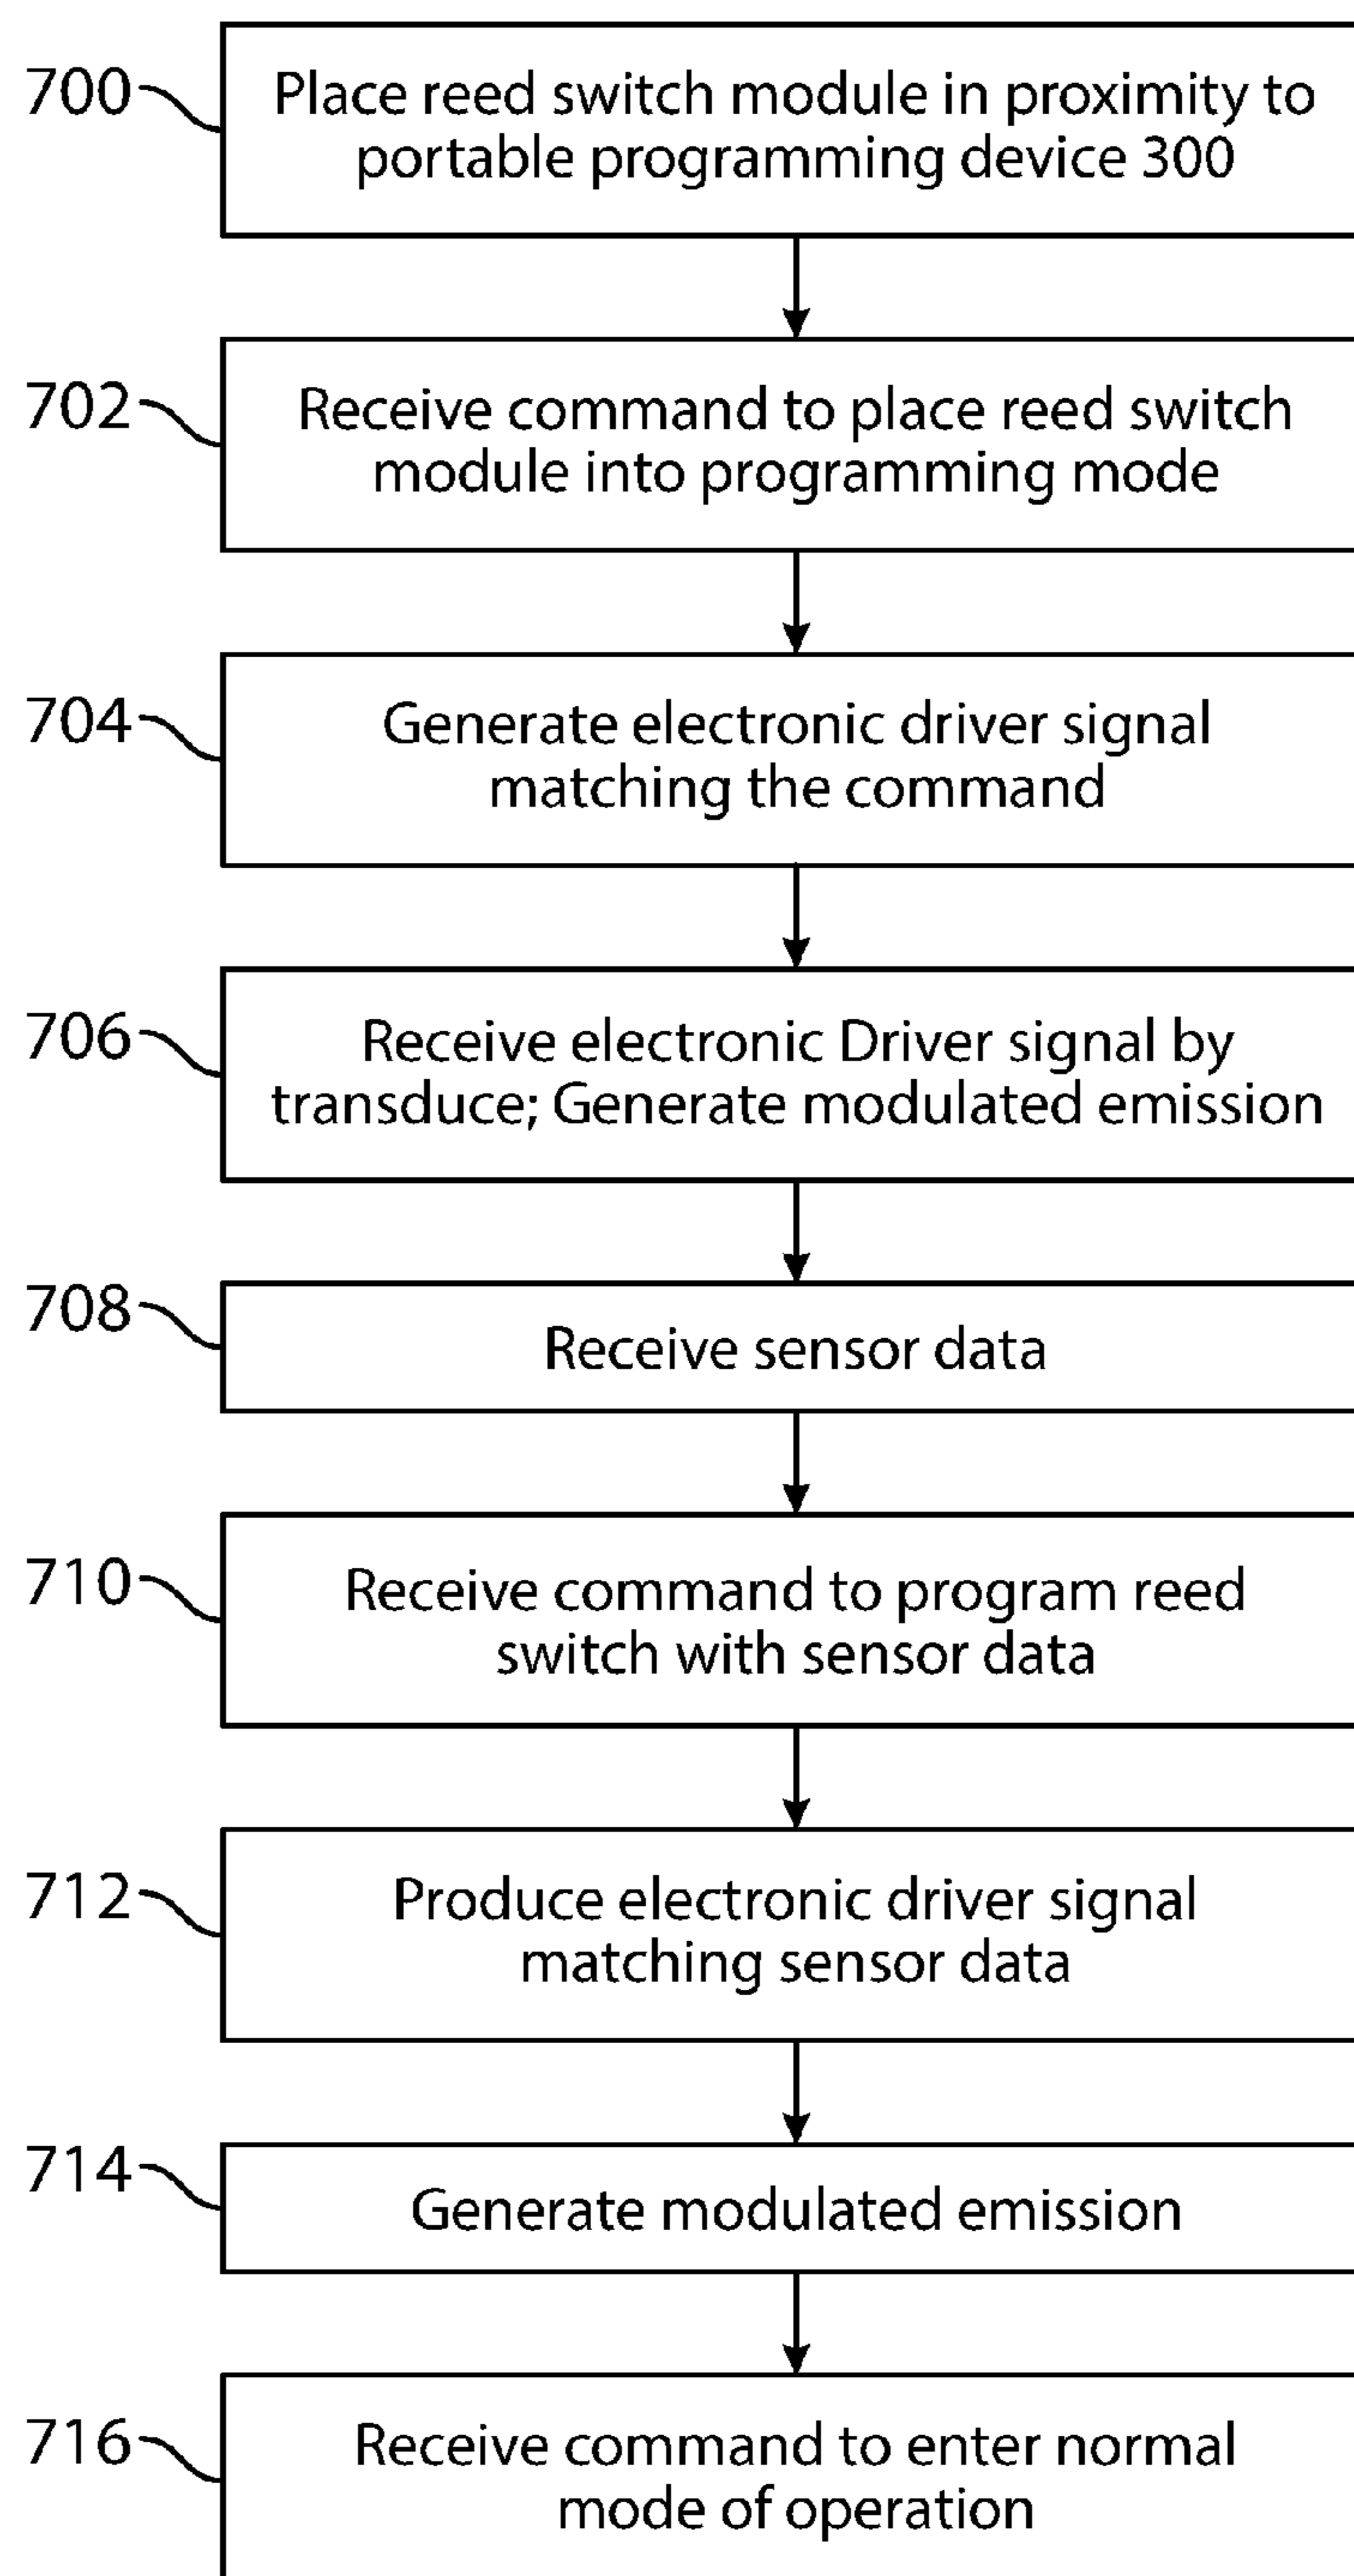 700
Place reed switch module in proximity to
portable programming device 300
702
Receive command to place reed switch
module into programming mode
704
Generate electronic driver signal
matching the command
706
Receive electronic Driver signal by
transduce; Generate modulated emission
708
Receive sensor data
710
Receive command to program reed
switch with sensor data
712
Produce electronic driver signal
matching sensor data
714
Generate modulated emission
716
Receive command to enter normal
mode of operation